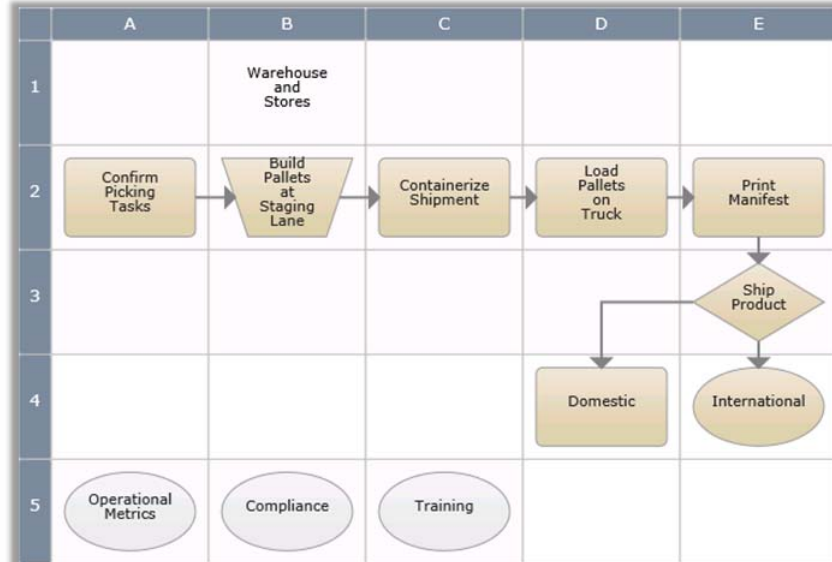 A B C D E
1
Warehouse
and
Stores
2
Confirm
Picking
Tasks
Build
Pallets
at
Staging
Lane
Containerize
Shipment
Load
Pallets
on
Truck
Print
Manifest
3
Ship
Product
4
Domestic
International
5
Operational
Metrics
Compliance
Training